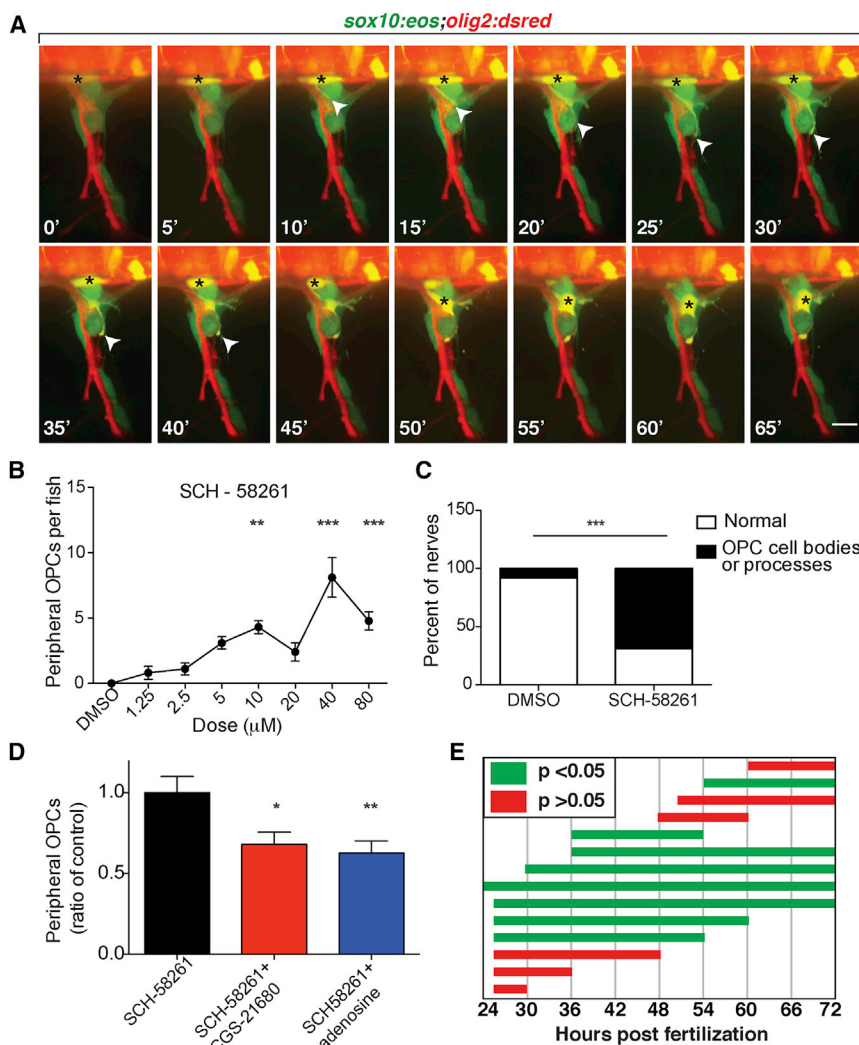 A
sox10:eos;olig2:dsred
* * * * * * *
0' 5' 10' 15' 20' 25' 30'
* * * * * * *
35' 40' 45' 50' 55' 60' 65'
B
SCH - 58261
Peripheral OPCs per fish
15
10
5
0
** *** ***
DMSO 1.25 2.5 5 10 20 40 80
Dose (μM)
C
Percent of nerves
150
100
50
0
***
Normal
OPC cell bodies
or processes
DMSO SCH-58261
D
Peripheral OPCs
(ratio of control)
1.0
0.5
0.0
* **
SCH-58261
SCH-58261+
CGS-21680
SCH58261+
adenosine
E
p <0.05
p >0.05
24 30 36 42 48 54 60 66 72
Hours post fertilization